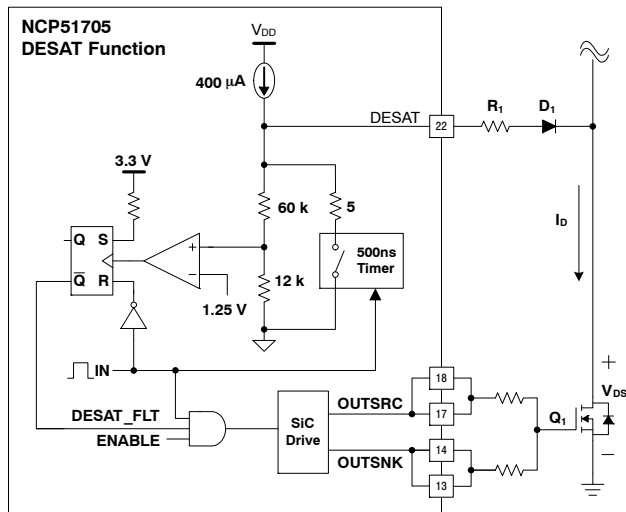 NCP51705
DESAT Function
VDD
400 µA
DESAT
22
R1
D1
3.3 V
60 k
5
ID
Q S
Q R
+
−
500ns
Timer
12 k
1.25 V
IN
DESAT_FLT
ENABLE
SiC
Drive
OUTSRC
OUTSNK
18
17
14
13
Q1
+
VDS
−